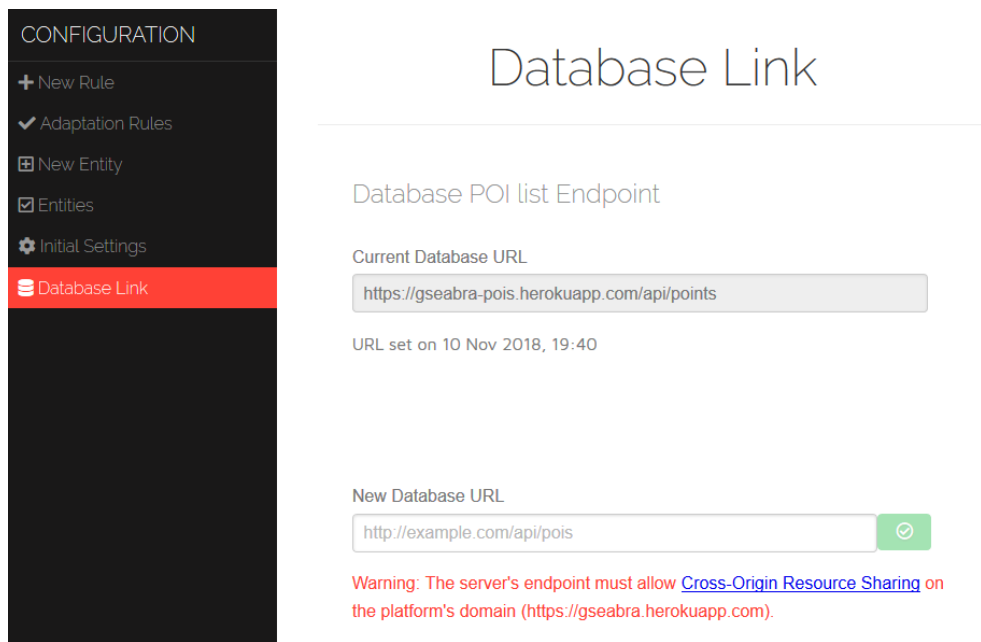 CONFIGURATION
New Rule
Adaptation Rules
New Entity
Entities
Initial Settings
Database Link
Database Link
Database POI list Endpoint
Current Database URL
https://gseabra-pois.herokuapp.com/api/points
URL set on 10 Nov 2018, 19:40
New Database URL
http://example.com/api/pois
Warning: The server's endpoint must allow Cross-Origin Resource Sharing on
the platform's domain (https://gseabra.herokuapp.com).